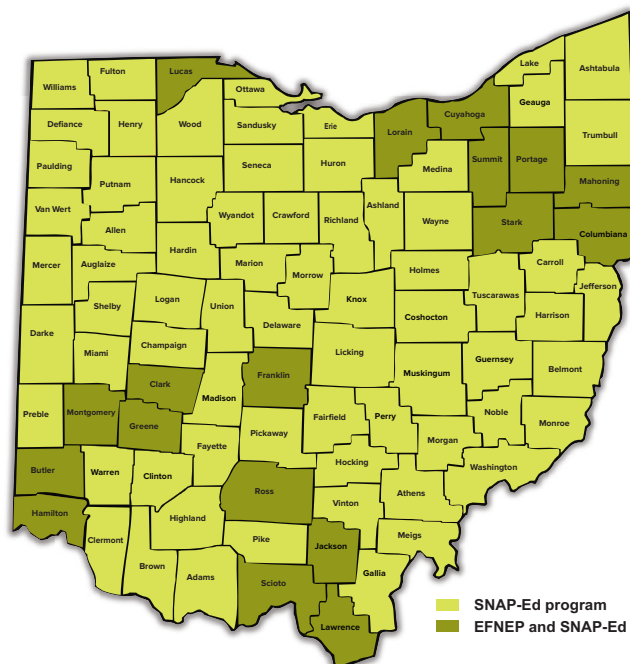 Lake
Ashtabula
Fulton
Lucas
Williams
Ottawa
Geauga
Cuyahoga
Defiance
Henry
Wood
Sandusky
Erie
Lorain
Trumbull
Paulding
Seneca
Huron
Medina
Summit
Portage
Hancock
Putnam
Mahoning
Van Wert
Wyandot
Crawford
Richland
Ashland
Wayne
Stark
Allen
Columbiana
Hardin
Carroll
Mercer
Auglaize
Marion
Morrow
Holmes
Jefferson
Tuscarawas
Logan
Union
Knox
Shelby
Coshocton
Harrison
Delaware
Darke
Champaign
Miami
Licking
Guernsey
Belmont
Franklin
Muskingum
Clark
Madison
Preble
Montgomery
Noble
Monroe
Greene
Fairfield
Perry
Pickaway
Morgan
Fayette
Washington
Hocking
Butler
Warren
Clinton
Ross
Athens
Vinton
Hamilton
Highland
Meigs
Clermont
Pike
Jackson
Brown
Gallia
Adams
Scioto
Lawrence
SNAP-Ed program
EFNEP and SNAP-Ed